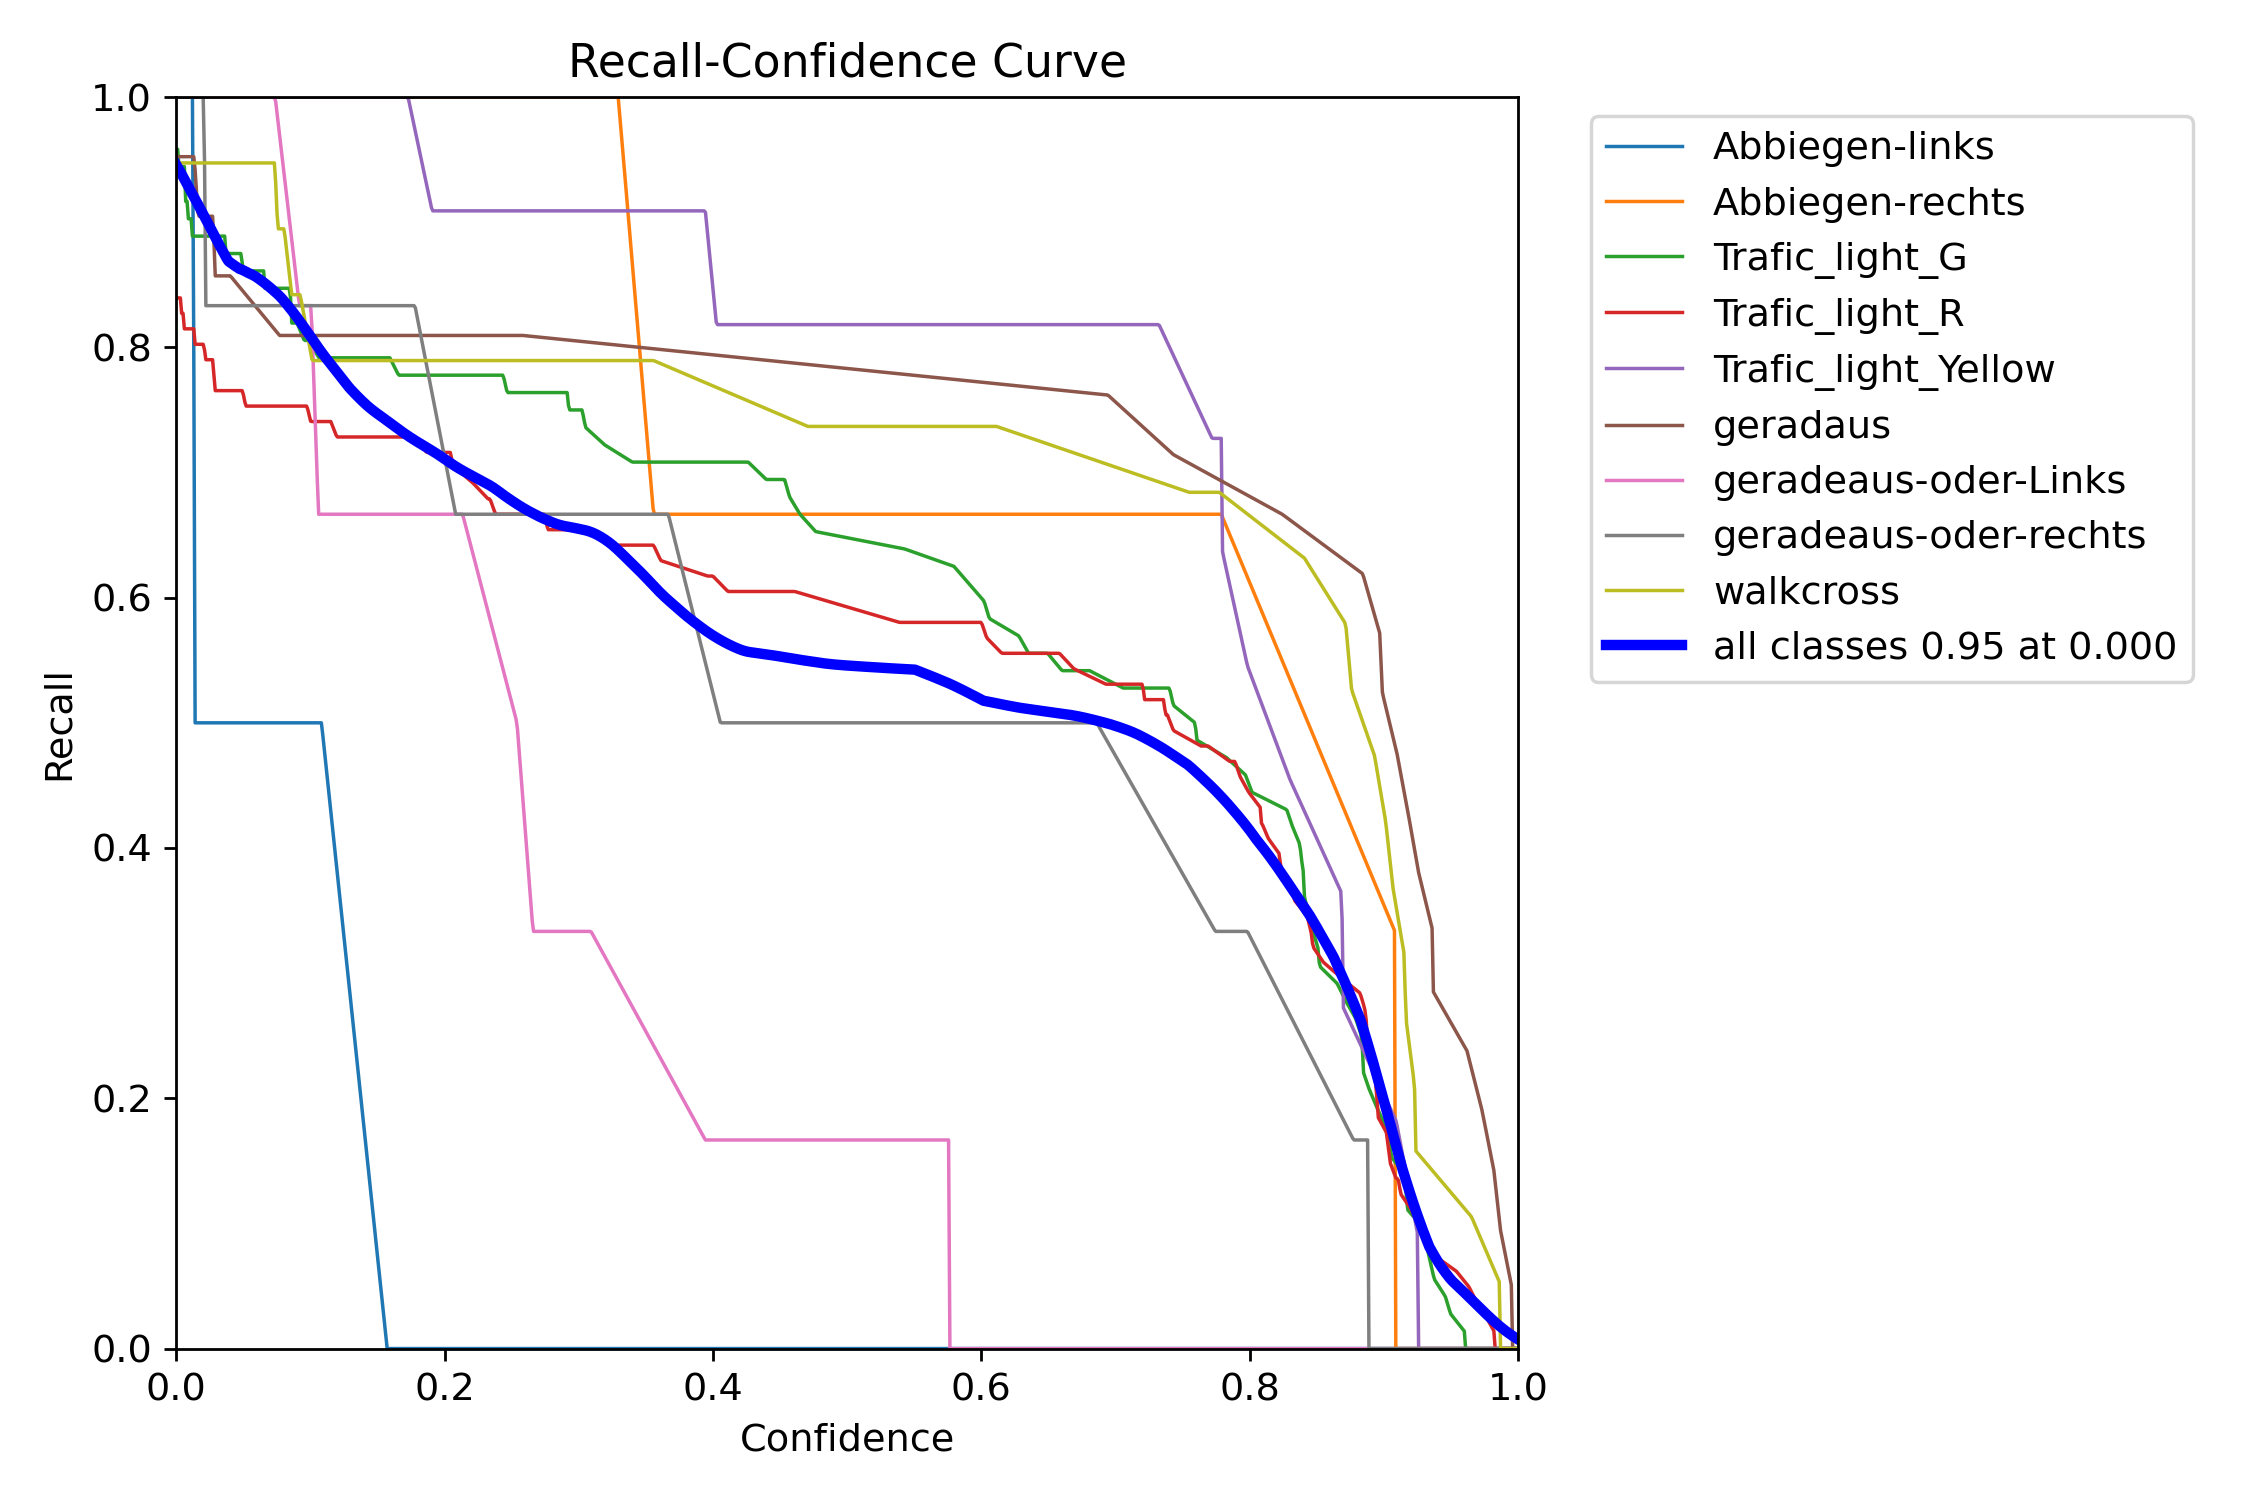 Recall-Confidence Curve
1.0
0.8
0.6
0.4
0.2
0.0
Recall
0.0 0.2 0.4 0.6 0.8 1.0
Confidence
Abbiegen-links
Abbiegen-rechts
Trafic_light_G
Trafic_light_R
Trafic_light_Yellow
geradaus
geradeaus-oder-Links
geradeaus-oder-rechts
walkcross
all classes 0.95 at 0.000